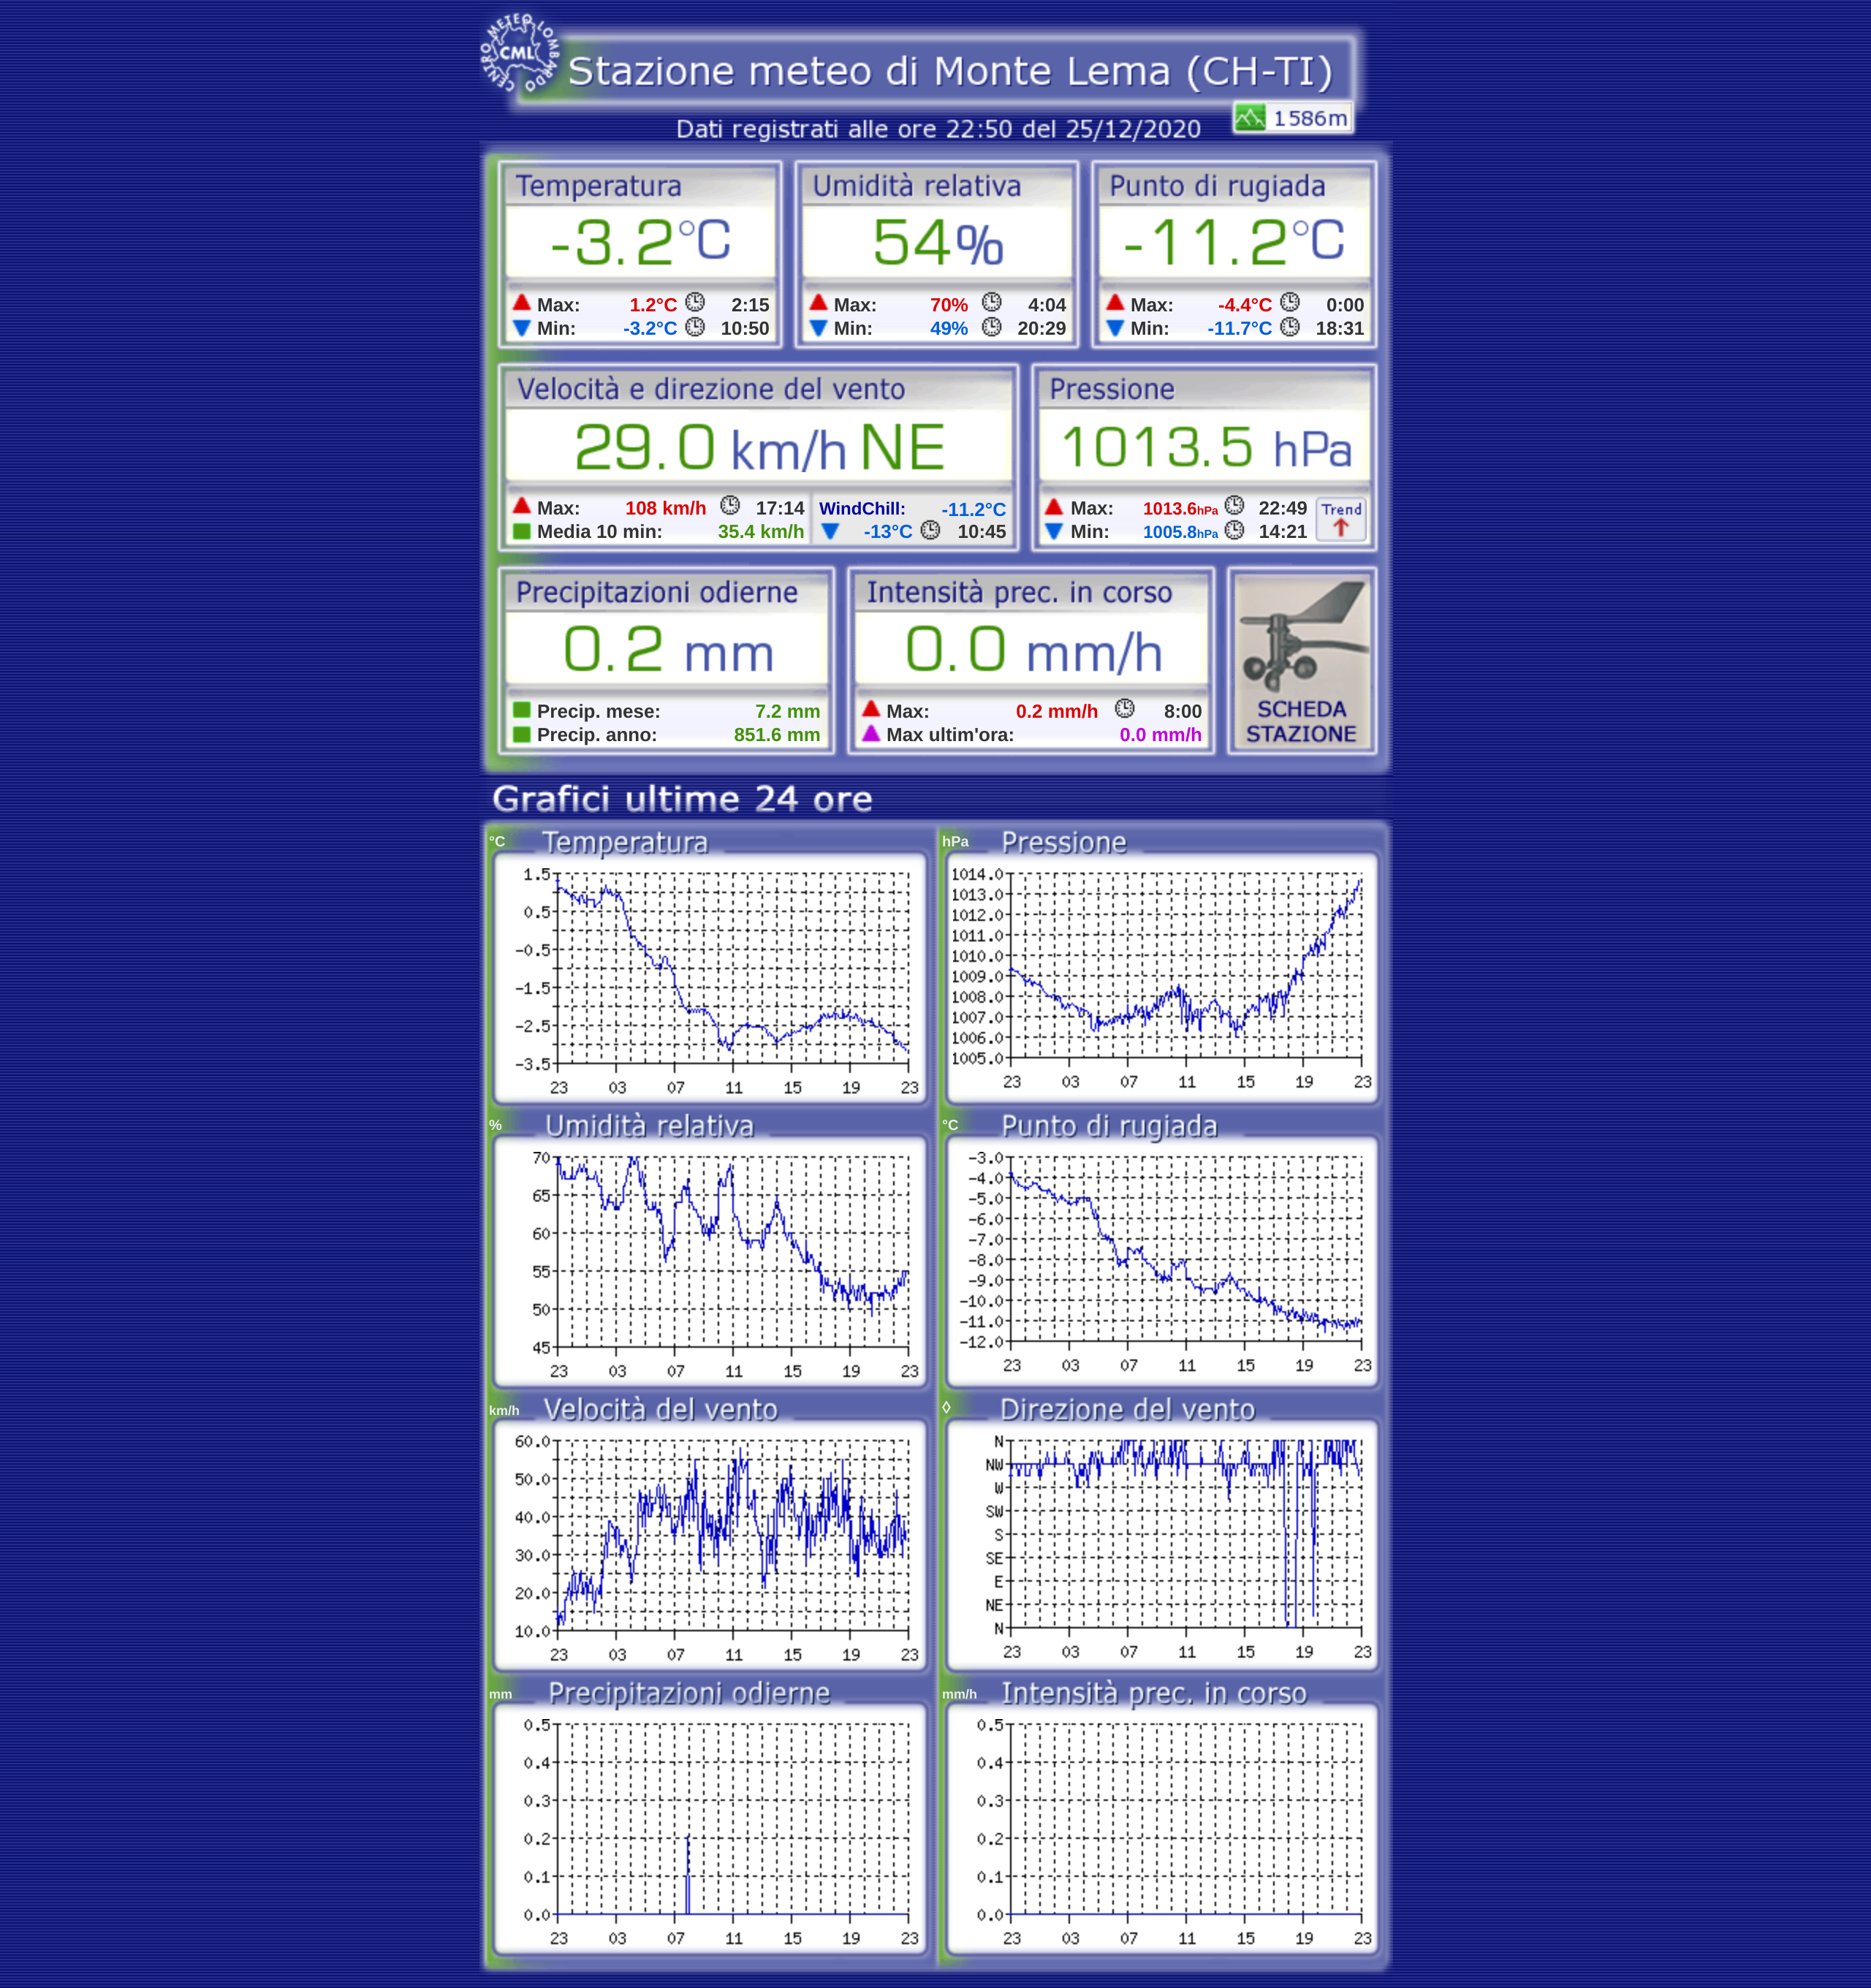 CENTRO METEO LOMBARDO
CML
Stazione meteo di Monte Lema (CH-TI)
1586m
Dati registrati alle ore 22:50 del 25/12/2020
Temperatura
-3.2°C
Max: 1.2°C 2:15
Min: -3.2°C 10:50
Umidità relativa
54%
Max: 70% 4:04
Min: 49% 20:29
Punto di rugiada
-11.2°C
Max: -4.4°C 0:00
Min: -11.7°C 18:31
Velocità e direzione del vento
29.0 km/h NE
Max: 108 km/h 17:14
Media 10 min: 35.4 km/h
WindChill: -11.2°C
-13°C 10:45
Pressione
1013.5 hPa
Max: 1013.6hPa 22:49
Min: 1005.8hPa 14:21
Trend
Precipitazioni odierne
0.2 mm
Precip. mese: 7.2 mm
Precip. anno: 851.6 mm
Intensità prec. in corso
0.0 mm/h
Max: 0.2 mm/h 8:00
Max ultim'ora: 0.0 mm/h
SCHEDA
STAZIONE
Grafici ultime 24 ore
°C Temperatura
1.5
0.5
-0.5
-1.5
-2.5
-3.5
23 03 07 11 15 19 23
hPa Pressione
1014.0
1013.0
1012.0
1011.0
1010.0
1009.0
1008.0
1007.0
1006.0
1005.0
23 03 07 11 15 19 23
% Umidità relativa
70
65
60
55
50
45
23 03 07 11 15 19 23
°C Punto di rugiada
-3.0
-4.0
-5.0
-6.0
-7.0
-8.0
-9.0
-10.0
-11.0
-12.0
23 03 07 11 15 19 23
km/h Velocità del vento
60.0
50.0
40.0
30.0
20.0
10.0
23 03 07 11 15 19 23
◊ Direzione del vento
N
NW
W
SW
S
SE
E
NE
N
23 03 07 11 15 19 23
mm Precipitazioni odierne
0.5
0.4
0.3
0.2
0.1
0.0
23 03 07 11 15 19 23
mm/h Intensità prec. in corso
0.5
0.4
0.3
0.2
0.1
0.0
23 03 07 11 15 19 23